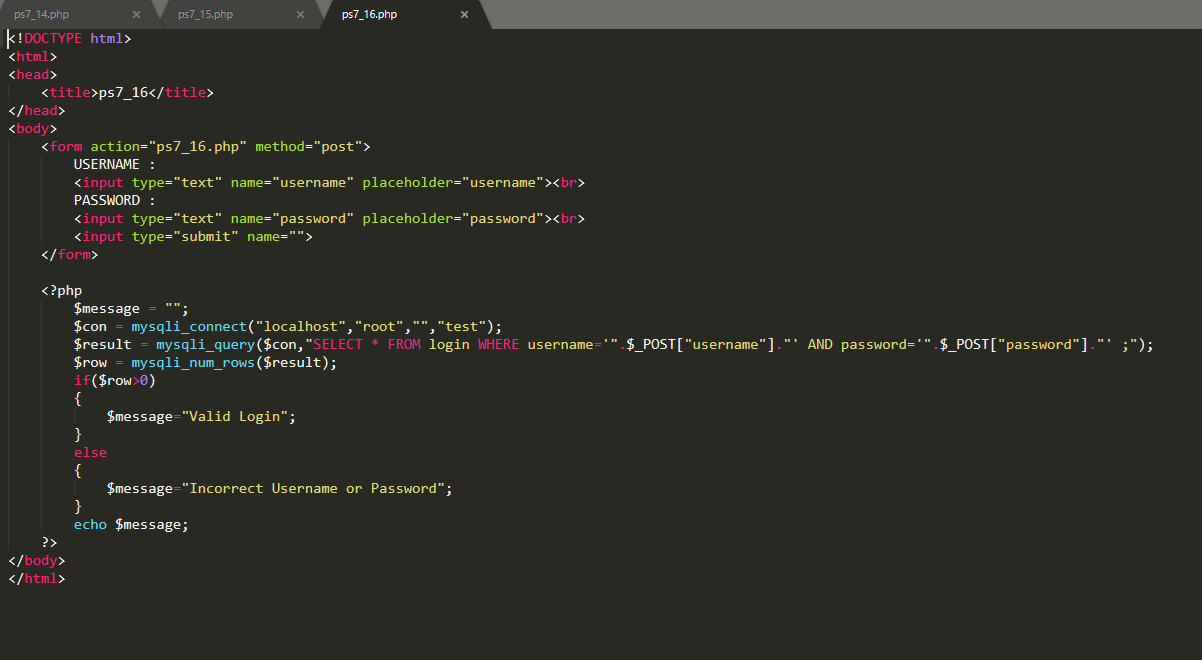 ps7_14.php × ps7_15.php × ps7_16.php ×
<!DOCTYPE html>
<html>
<head>
    <title>ps7_16</title>
</head>
<body>
    <form action="ps7_16.php" method="post">
        USERNAME :
        <input type="text" name="username" placeholder="username"><br>
        PASSWORD :
        <input type="text" name="password" placeholder="password"><br>
        <input type="submit" name="">
    </form>

    <?php
        $message = "";
        $con = mysqli_connect("localhost","root","","test");
        $result = mysqli_query($con,"SELECT * FROM login WHERE username='".$_POST["username"]."' AND password='".$_POST["password"]."' ;");
        $row = mysqli_num_rows($result);
        if($row>0)
        {
            $message="Valid Login";
        }
        else
        {
            $message="Incorrect Username or Password";
        }
        echo $message;
    ?>
</body>
</html>